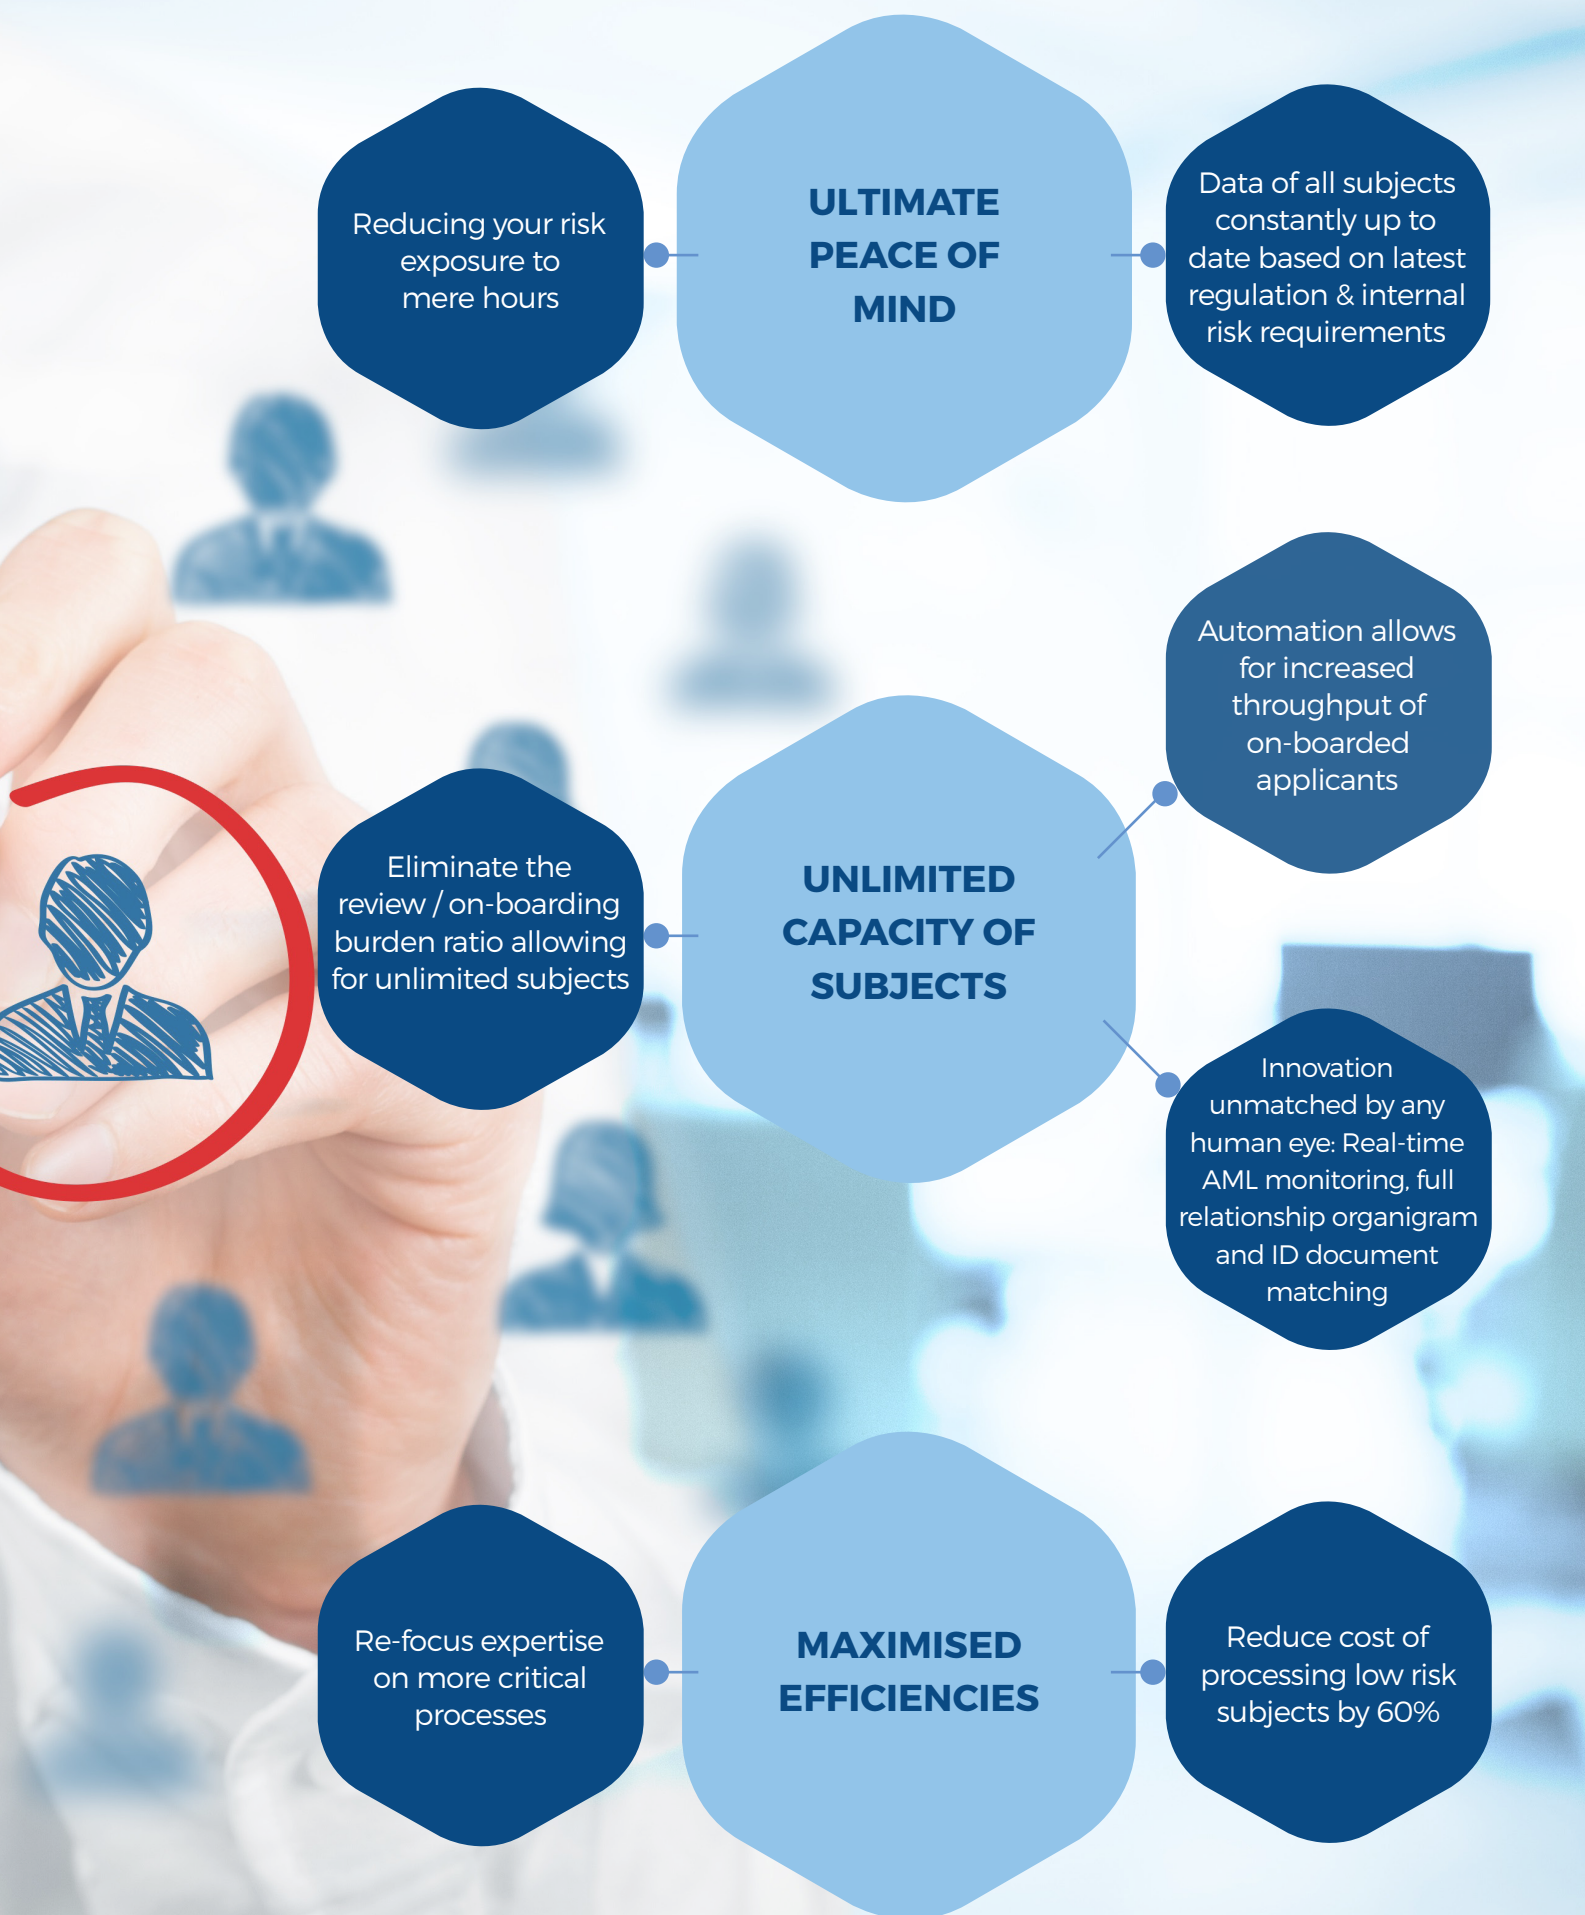 Reducing your risk
exposure to
mere hours
ULTIMATE
PEACE OF
MIND
Data of all subjects
constantly up to
date based on latest
regulation & internal
risk requirements
Eliminate the
review / on-boarding
burden ratio allowing
for unlimited subjects
UNLIMITED
CAPACITY OF
SUBJECTS
Automation allows
for increased
throughput of
on-boarded
applicants
Innovation
unmatched by any
human eye: Real-time
AML monitoring, full
relationship organigram
and ID document
matching
Re-focus expertise
on more critical
processes
MAXIMISED
EFFICIENCIES
Reduce cost of
processing low risk
subjects by 60%